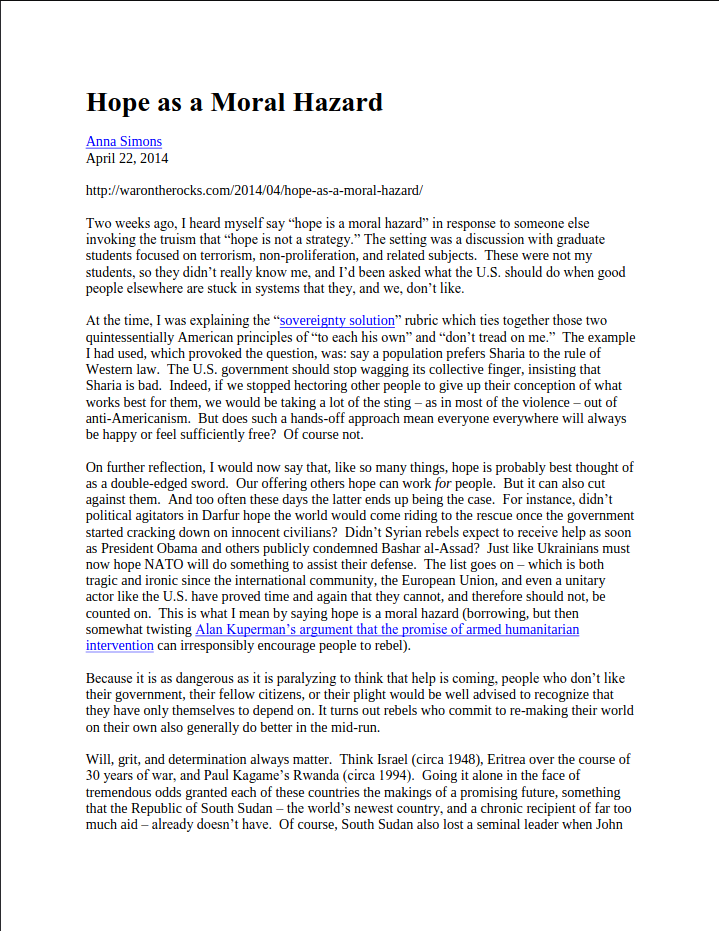 Hope as a Moral Hazard
Anna Simons
April 22, 2014
http://warontherocks.com/2014/04/hope-as-a-moral-hazard/
Two weeks ago, I heard myself say “hope is a moral hazard” in response to someone else
invoking the truism that “hope is not a strategy.” The setting was a discussion with graduate
students focused on terrorism, non-proliferation, and related subjects.  These were not my
students, so they didn’t really know me, and I’d been asked what the U.S. should do when good
people elsewhere are stuck in systems that they, and we, don’t like.
At the time, I was explaining the “sovereignty solution” rubric which ties together those two
quintessentially American principles of “to each his own” and “don’t tread on me.”  The example
I had used, which provoked the question, was: say a population prefers Sharia to the rule of
Western law.  The U.S. government should stop wagging its collective finger, insisting that
Sharia is bad.  Indeed, if we stopped hectoring other people to give up their conception of what
works best for them, we would be taking a lot of the sting – as in most of the violence – out of
anti-Americanism.  But does such a hands-off approach mean everyone everywhere will always
be happy or feel sufficiently free?  Of course not.
On further reflection, I would now say that, like so many things, hope is probably best thought of
as a double-edged sword.  Our offering others hope can work for people.  But it can also cut
against them.  And too often these days the latter ends up being the case.  For instance, didn’t
political agitators in Darfur hope the world would come riding to the rescue once the government
started cracking down on innocent civilians?  Didn’t Syrian rebels expect to receive help as soon
as President Obama and others publicly condemned Bashar al-Assad?  Just like Ukrainians must
now hope NATO will do something to assist their defense.  The list goes on – which is both
tragic and ironic since the international community, the European Union, and even a unitary
actor like the U.S. have proved time and again that they cannot, and therefore should not, be
counted on.  This is what I mean by saying hope is a moral hazard (borrowing, but then
somewhat twisting Alan Kuperman’s argument that the promise of armed humanitarian
intervention can irresponsibly encourage people to rebel).
Because it is as dangerous as it is paralyzing to think that help is coming, people who don’t like
their government, their fellow citizens, or their plight would be well advised to recognize that
they have only themselves to depend on. It turns out rebels who commit to re-making their world
on their own also generally do better in the mid-run.
Will, grit, and determination always matter.  Think Israel (circa 1948), Eritrea over the course of
30 years of war, and Paul Kagame’s Rwanda (circa 1994).  Going it alone in the face of
tremendous odds granted each of these countries the makings of a promising future, something
that the Republic of South Sudan – the world’s newest country, and a chronic recipient of far too
much aid – already doesn’t have.  Of course, South Sudan also lost a seminal leader when John